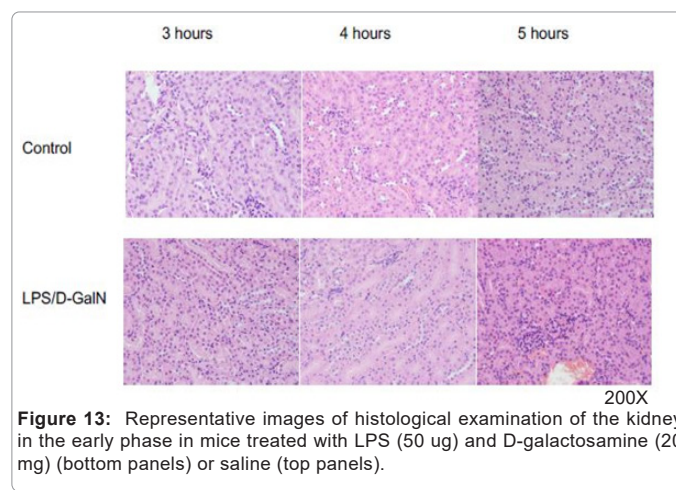 3 hours 4 hours 5 hours
Control
LPS/D-GalN
200X
Figure 13: Representative images of histological examination of the kidney
in the early phase in mice treated with LPS (50 ug) and D-galactosamine (20
mg) (bottom panels) or saline (top panels).